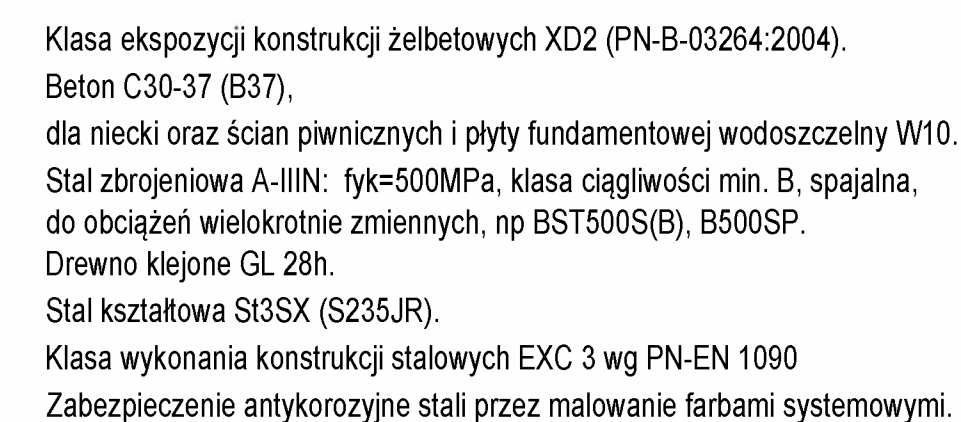 Klasa ekspozycji konstrukcji żelbetowych XD2 (PN-B-03264:2004).
Beton C30-37 (B37),
dla niecki oraz ścian piwnicznych i płyty fundamentowej wodoszczelny W10.
Stal zbrojeniowa A-IIIN: fyk=500MPa, klasa ciągliwości min. B, spajalna,
do obciążeń wielokrotnie zmiennych, np BST500S(B), B500SP.
Drewno klejone GL 28h.
Stal kształtowa St3SX (S235JR).
Klasa wykonania konstrukcji stalowych EXC 3 wg PN-EN 1090
Zabezpieczenie antykorozyjne stali przez malowanie farbami systemowymi.